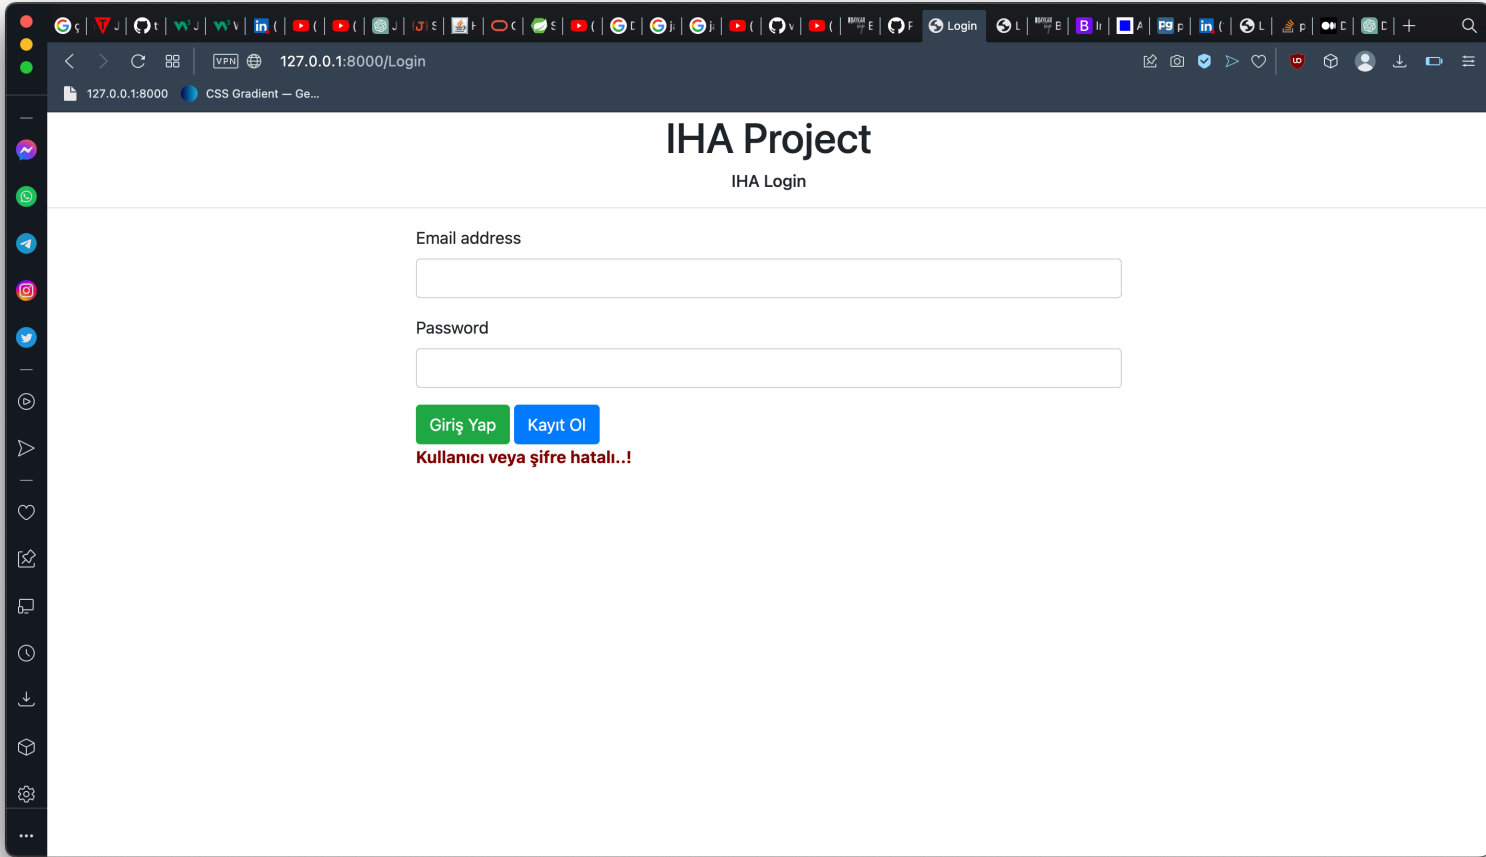 Login
VPN
127.0.0.1:8000/Login
127.0.0.1:8000
CSS Gradient — Ge...
IHA Project
IHA Login
Email address
Password
Giriş Yap
Kayıt Ol
Kullanıcı veya şifre hatalı..!